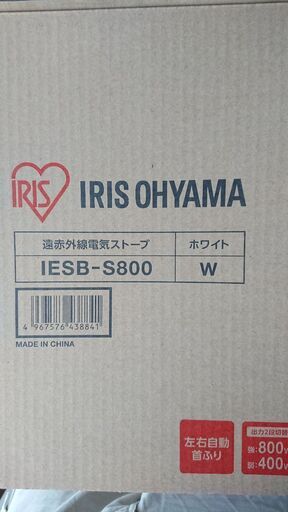 IRIS IRIS OHYAMA
遠赤外線電気ストーブ ホワイト
IESB-S800 W
4 967576 438841
MADE IN CHINA
左右自動
首ふり
出力2段切替
強:800
弱:400